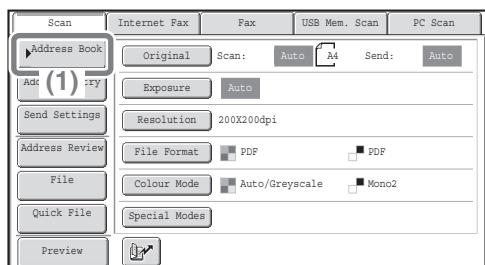 Scan Internet Fax Fax USB Mem. Scan PC Scan
Address Book Original Scan: Auto A4 Send: Auto
(1)
Exposure Auto
Send Settings Resolution 200X200dpi
Address Review File Format PDF PDF
File Colour Mode Auto/Greyscale Mono2
Quick File Special Modes
Preview